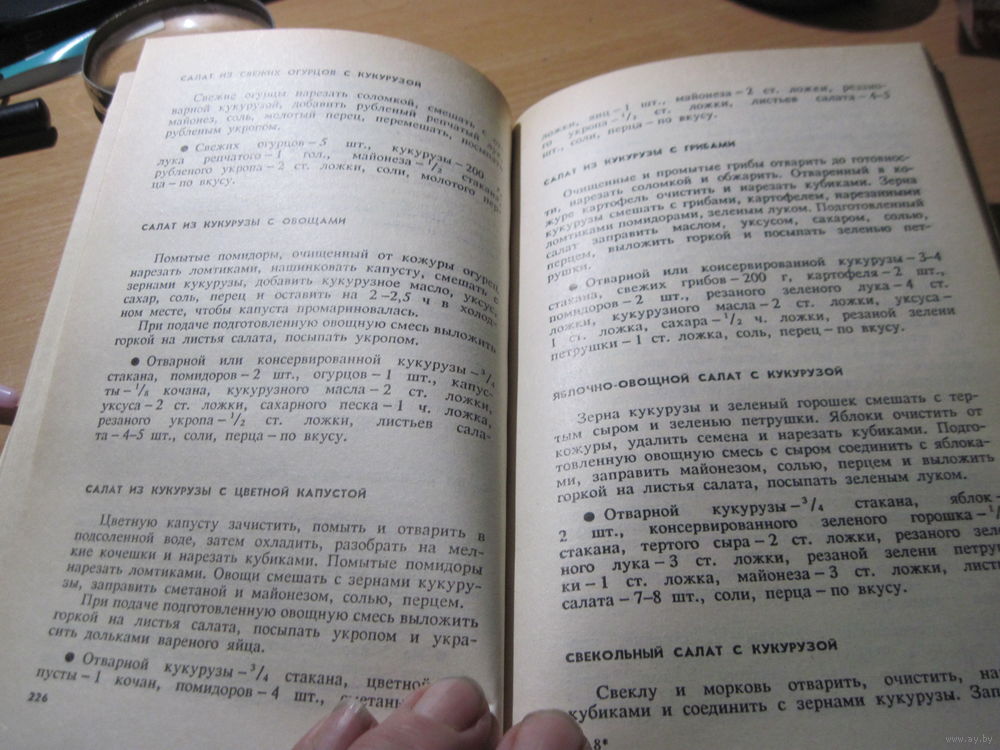 САЛАТ ИЗ СВЕЖИХ ОГУРЦОВ С КУКУРУЗОЙ
Свежие огурцы нарезать соломкой, смешать с
варной кукурузой, добавить рубленый репчатый лук,
майонез, соль, молотый перец, перемешать, посыпать
рубленым укропом.
● Свежих огурцов–5 шт., кукурузы–200 г,
лука репчатого–1 гол., майонеза–1/2 стакана,
рубленого укропа–2 ст. ложки, соли, молотого пер-
ца–по вкусу.
САЛАТ ИЗ КУКУРУЗЫ С ОВОЩАМИ
Помытые помидоры, очищенный от кожуры огурец
нарезать ломтиками, нашинковать капусту, смешать с
зернами кукурузы, добавить кукурузное масло, уксус,
сахар, соль, перец и оставить на 2–2,5 ч в холод-
ном месте, чтобы капуста промариновалась.
При подаче подготовленную овощную смесь выложить
горкой на листья салата, посыпать укропом.
● Отварной или консервированной кукурузы–3/4
стакана, помидоров–2 шт., огурцов–1 шт., капус-
ты–1/8 кочана, кукурузного масла–2 ст. ложки,
уксуса–2 ст. ложки, сахарного песка–1 ч. ложка,
резаного укропа–1/2 ст. ложки, листьев сала-
та–4–5 шт., соли, перца–по вкусу.
САЛАТ ИЗ КУКУРУЗЫ С ЦВЕТНОЙ КАПУСТОЙ
Цветную капусту зачистить, помыть и отварить в
подсоленной воде, затем охладить, разобрать на мел-
кие кочешки и нарезать кубиками. Помытые помидоры
нарезать ломтиками. Овощи смешать с зернами кукуру-
зы, заправить сметаной и майонезом, солью, перцем.
При подаче подготовленную овощную смесь выложить
горкой на листья салата, посыпать укропом и укра-
сить дольками вареного яйца.
● Отварной кукурузы–3/4 стакана, цветной
пусты–1 кочан, помидоров–4 шт., сметаны
226
ложки, яиц–1 шт., майонеза–2 ст. ложки, резано-
го укропа–1/2 ст. ложки, листьев салата–4–5
шт., соли, перца–по вкусу.
САЛАТ ИЗ КУКУРУЗЫ С ГРИБАМИ
Очищенные и промытые грибы отварить до готовнос-
ти, нарезать соломкой и обжарить. Отваренный в ко-
журе картофель очистить и нарезать кубиками. Зерна
кукурузы смешать с грибами, картофелем, нарезанными
ломтиками помидорами, зеленым луком. Подготовленный
салат заправить маслом, уксусом, сахаром, солью,
перцем, выложить горкой и посыпать зеленью пет-
рушки.
● Отварной или консервированной кукурузы–3–4
стакана, свежих грибов–200 г, картофеля–2 шт.,
помидоров–2 шт., резаного зеленого лука–4 ст.
ложки, кукурузного масла–2 ст. ложки, уксуса–
1 ст. ложка, сахара–1/2 ч. ложки, резаной зелени
петрушки–1 ст. ложка, соль, перец–по вкусу.
ЯБЛОЧНО-ОВОЩНОЙ САЛАТ С КУКУРУЗОЙ
Зерна кукурузы и зеленый горошек смешать с тер-
тым сыром и зеленью петрушки. Яблоки очистить от
кожуры, удалить семена и нарезать кубиками. Подго-
товленную овощную смесь с сыром соединить с яблока-
ми, заправить майонезом, солью, перцем и выложить
горкой на листья салата, посыпать зеленым луком.
● Отварной кукурузы–3/4 стакана, яблок–
2 шт., консервированного зеленого горошка–
стакана, тертого сыра–2 ст. ложки, резаного зеле-
ного лука–3 ст. ложки, резаной зелени петруш-
ки–1 ст. ложка, майонеза–3 ст. ложки, листь
салата–7–8 шт., соли, перца–по вкусу.
СВЕКОЛЬНЫЙ САЛАТ С КУКУРУЗОЙ
Свеклу и морковь отварить, очистить, на
кубиками и соединить с зернами кукурузы. Зап
8*
www.ay.by